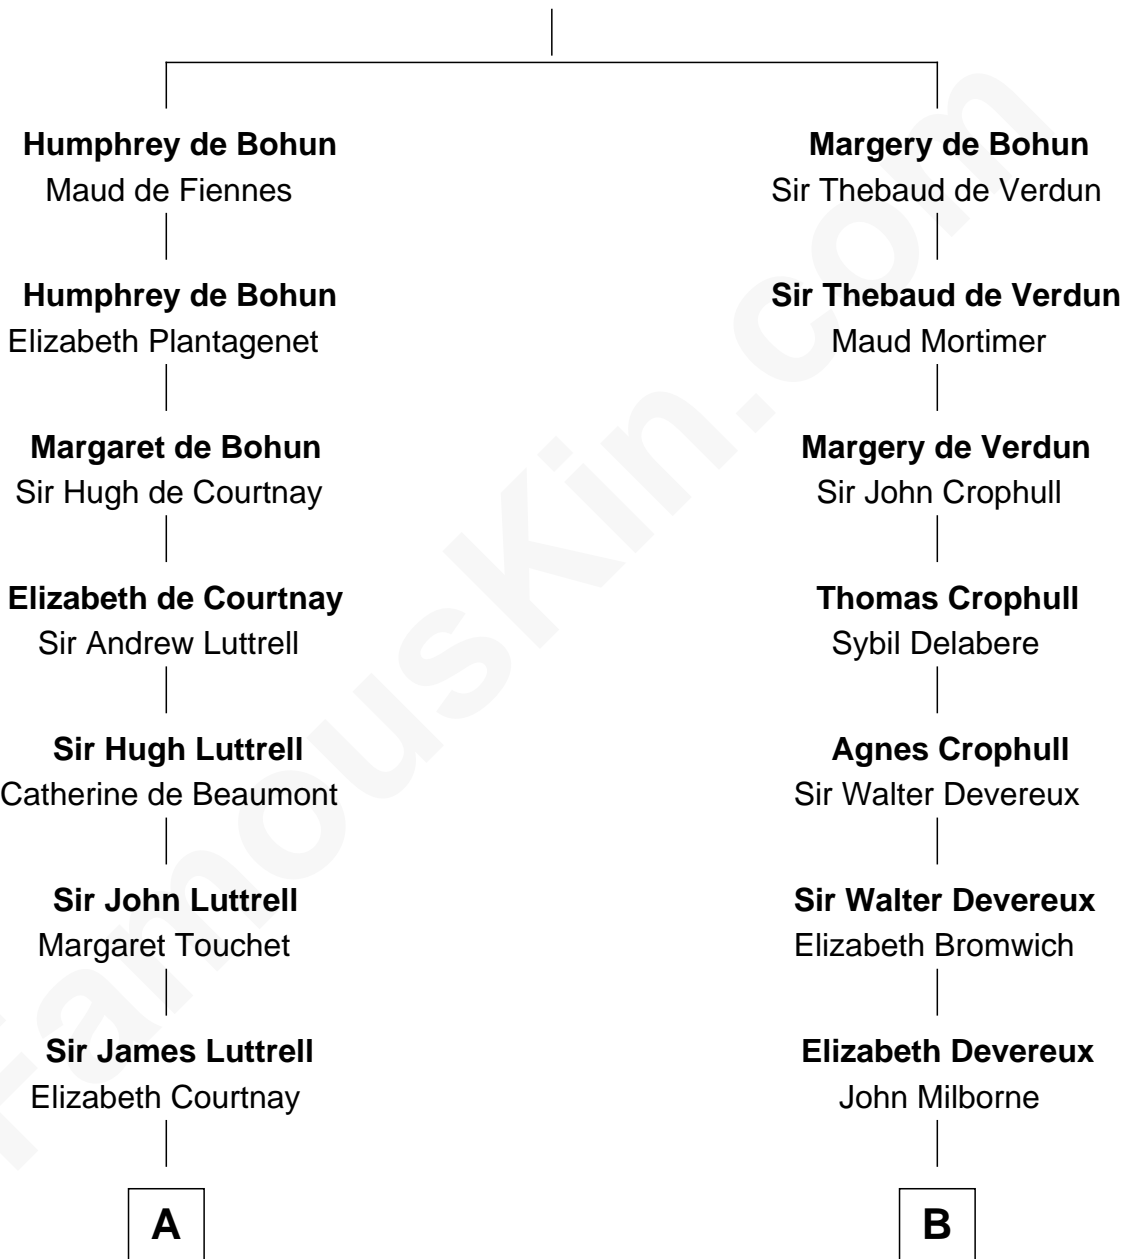 Humphrey de Bohun
Maud de Fiennes
Humphrey de Bohun
Elizabeth Plantagenet
Margaret de Bohun
Sir Hugh de Courtnay
Elizabeth de Courtnay
Sir Andrew Luttrell
Sir Hugh Luttrell
Catherine de Beaumont
Sir John Luttrell
Margaret Touchet
Sir James Luttrell
Elizabeth Courtnay
A
Margery de Bohun
Sir Thebaud de Verdun
Sir Thebaud de Verdun
Maud Mortimer
Margery de Verdun
Sir John Crophull
Thomas Crophull
Sybil Delabere
Agnes Crophull
Sir Walter Devereux
Sir Walter Devereux
Elizabeth Bromwich
Elizabeth Devereux
John Milborne
B
FamousKin.com